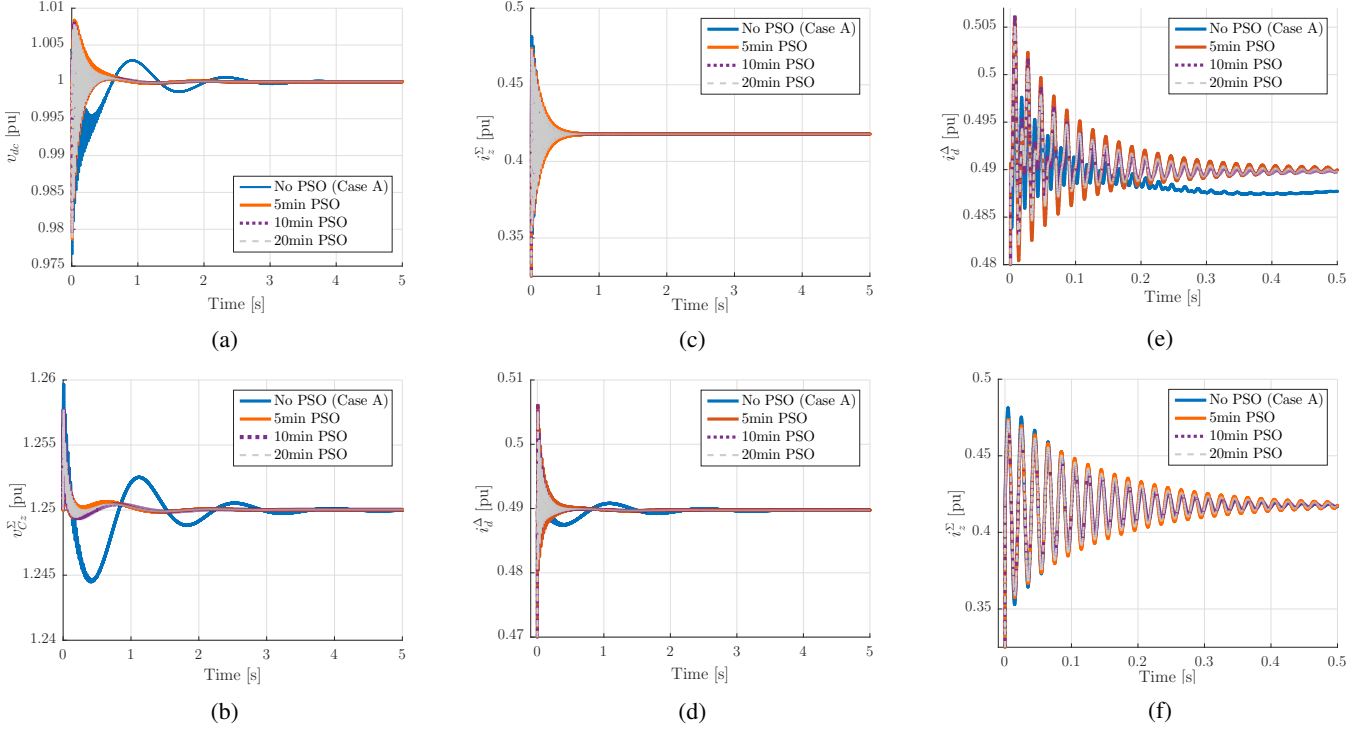 1.01
1.005
1
0.995
0.99
0.985
0.98
0.975
v_dc [pu]
No PSO (Case A)
5min PSO
10min PSO
20min PSO
0 1 2 3 4 5
Time [s]
(a)
0.5
0.45
0.4
0.35
i_z^Σ [pu]
No PSO (Case A)
5min PSO
10min PSO
20min PSO
0 1 2 3 4 5
Time [s]
(c)
0.505
0.5
0.495
0.49
0.485
0.48
i_d^Δ [pu]
No PSO (Case A)
5min PSO
10min PSO
20min PSO
0 0.1 0.2 0.3 0.4 0.5
Time [s]
(e)
1.26
1.255
1.25
1.245
1.24
v_Cz^Σ [pu]
No PSO (Case A)
5min PSO
10min PSO
20min PSO
0 1 2 3 4 5
Time [s]
(b)
0.51
0.5
0.49
0.48
0.47
i_d^Δ [pu]
No PSO (Case A)
5min PSO
10min PSO
20min PSO
0 1 2 3 4 5
Time [s]
(d)
0.5
0.45
0.4
0.35
i_z^Σ [pu]
No PSO (Case A)
5min PSO
10min PSO
20min PSO
0 0.1 0.2 0.3 0.4 0.5
Time [s]
(f)